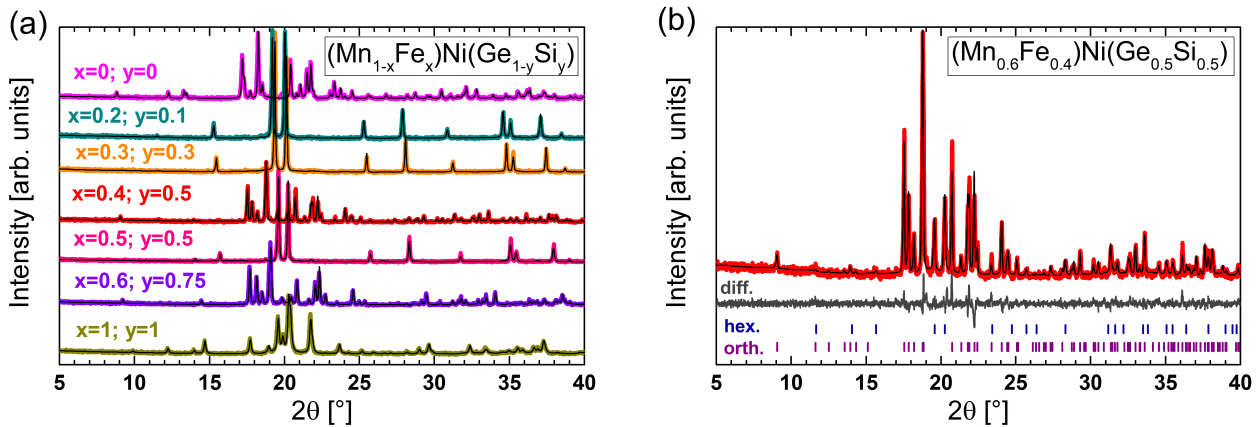 (a)
(Mn1-xFex)Ni(Ge1-ySiy)
x=0; y=0
x=0.2; y=0.1
x=0.3; y=0.3
x=0.4; y=0.5
x=0.5; y=0.5
x=0.6; y=0.75
x=1; y=1
Intensity [arb. units]
5 10 15 20 25 30 35 40
2θ [°]
(b)
(Mn0.6Fe0.4)Ni(Ge0.5Si0.5)
Intensity [arb. units]
diff.
hex.
orth.
5 10 15 20 25 30 35 40
2θ [°]